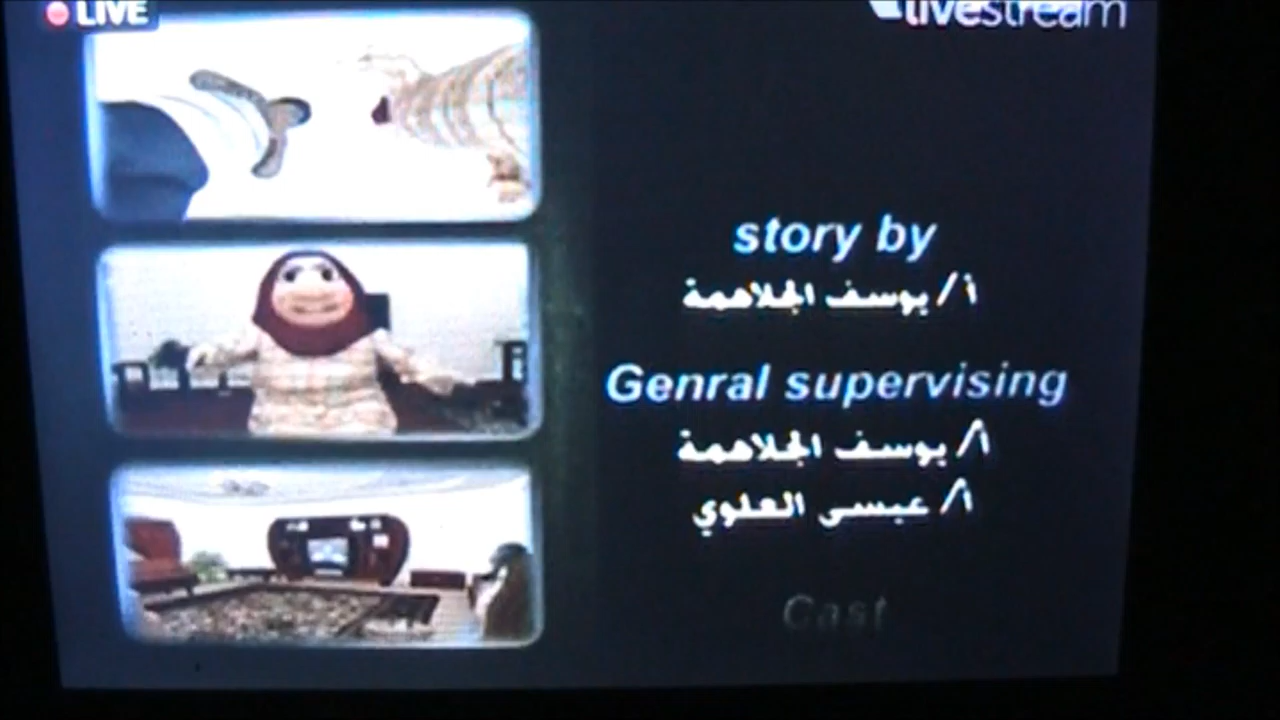 LIVE
livestream
story by
أ / يوسف الجلاهمة
Genral supervising
أ/ يوسف الجلاهمة
أ/ عيسى العلوي
Cast